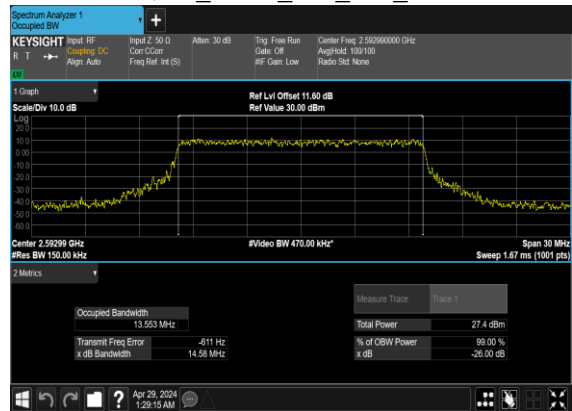 Spectrum Analyzer 1
Occupied BW
KEYSIGHT Input: RF Input Z: 50 Ω Atten: 30 dB Trig: Free Run Center Freq: 2.592990000 GHz
R T Coupling: DC Corr CCorr Gate: Off Avg|Hold: 100/100
Align: Auto Freq Ref: Int (S) #IF Gain: Low Radio Std: None
1 Graph
Ref Lvl Offset 11.60 dB
Scale/Div 10.0 dB Ref Value 30.00 dBm
Log
20.0
10.0
0.00
-10.0
-20.0
-30.0
-40.0
-50.0
-60.0
Center 2.59299 GHz #Video BW 470.00 kHz* Span 30 MHz
#Res BW 150.00 kHz Sweep 1.67 ms (1001 pts)
2 Metrics
Measure Trace Trace 1
Occupied Bandwidth
13.553 MHz Total Power 27.4 dBm
Transmit Freq Error -611 Hz % of OBW Power 99.00 %
x dB Bandwidth 14.58 MHz x dB -26.00 dB
? Apr 29, 2024
1:29:15 AM